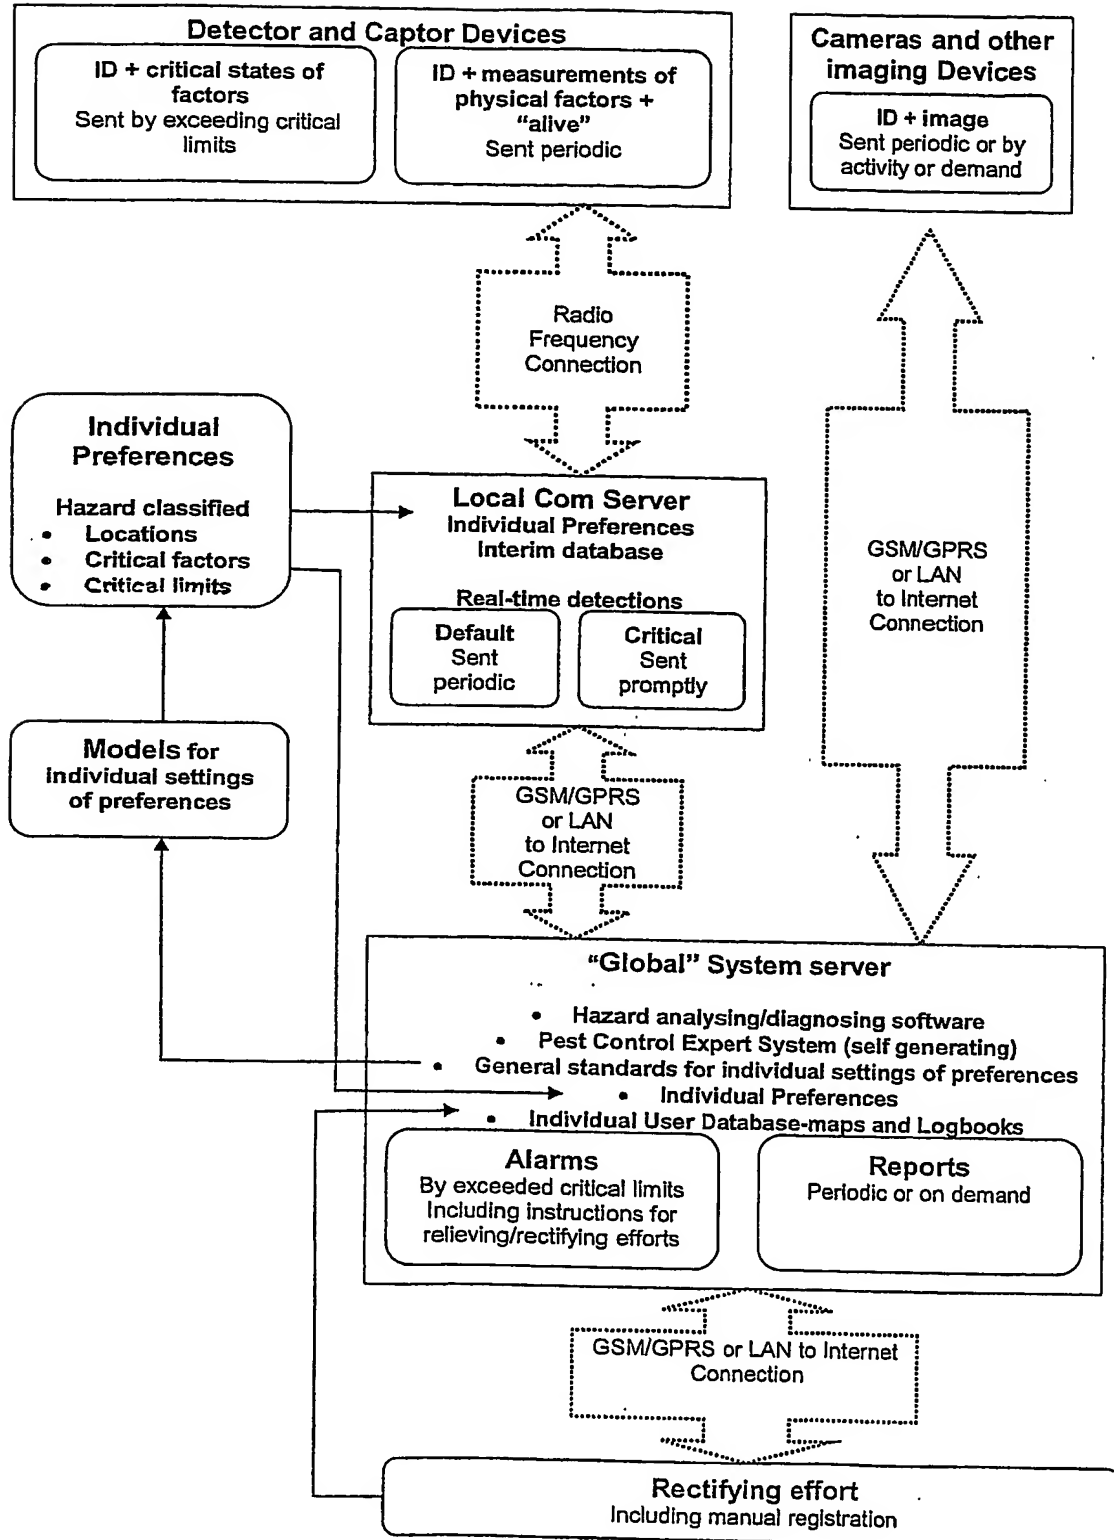 Detector and Captor Devices
ID + critical states of
factors
Sent by exceeding critical
limits
ID + measurements of
physical factors +
“alive”
Sent periodic
Cameras and other
imaging Devices
ID + image
Sent periodic or by
activity or demand
Radio
Frequency
Connection
Individual
Preferences
Hazard classified
• Locations
• Critical factors
• Critical limits
Local Com Server
Individual Preferences
Interim database
Real-time detections
Default
Sent
periodic
Critical
Sent
promptly
GSM/GPRS
or LAN
to Internet
Connection
Models for
individual settings
of preferences
GSM/GPRS
or LAN
to Internet
Connection
“Global” System server
• Hazard analysing/diagnosing software
• Pest Control Expert System (self generating)
• General standards for individual settings of preferences
• Individual Preferences
• Individual User Database-maps and Logbooks
Alarms
By exceeded critical limits
Including instructions for
relieving/rectifying efforts
Reports
Periodic or on demand
GSM/GPRS or LAN to Internet
Connection
Rectifying effort
Including manual registration